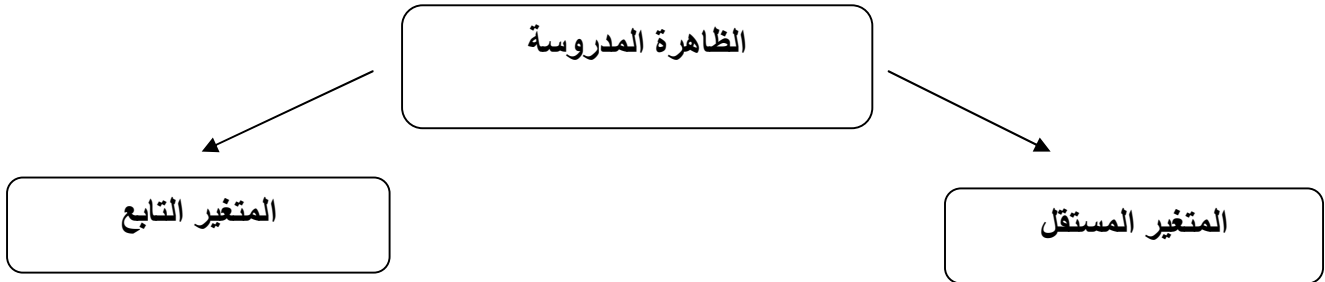 الظاهرة المدروسة
المتغير المستقل
المتغير التابع